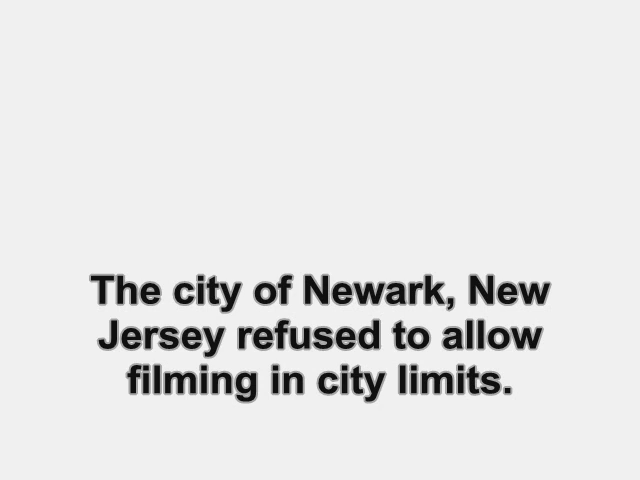 The city of Newark, New
Jersey refused to allow
filming in city limits.